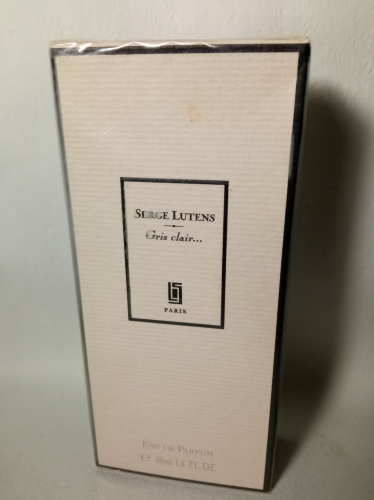 SERGE LUTENS
Gris clair...
PARIS
EAU DE PARFUM
50ml 1.6 FL.OZ.